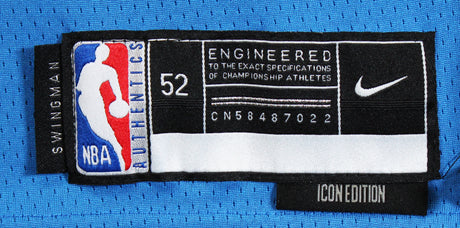 SWINGMAN
NBA
AUTHENTICS
52
ENGINEERED
TO THE EXACT SPECIFICATIONS
OF CHAMPIONSHIP ATHLETES
CN58487022
ICON EDITION